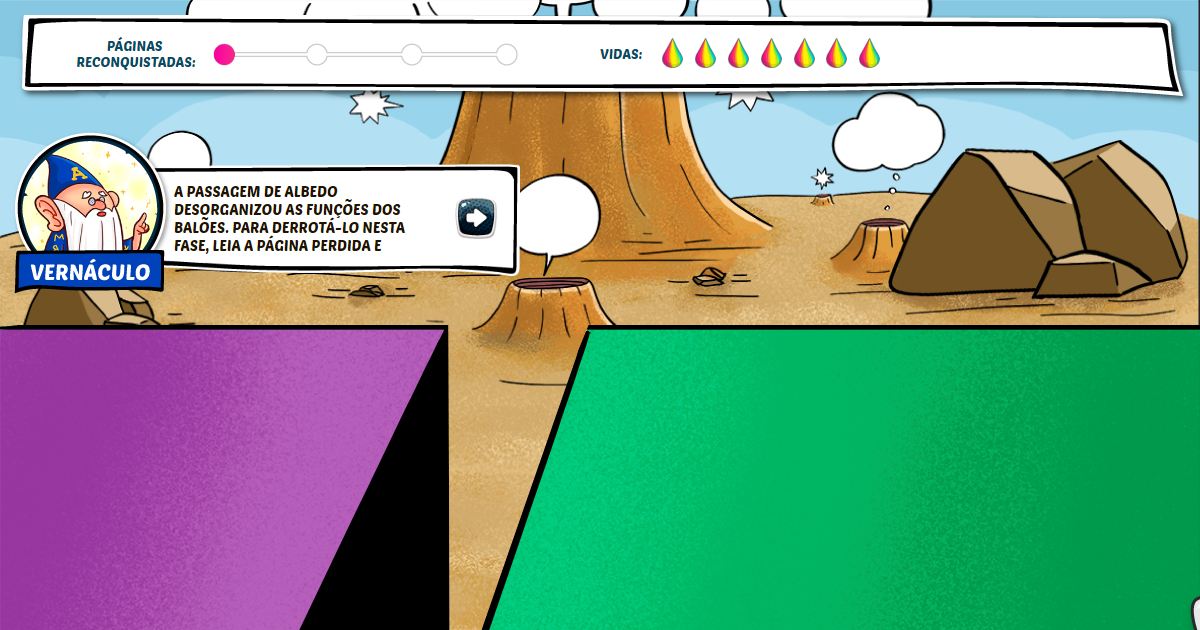 PÁGINAS
RECONQUISTADAS:
VIDAS:
A PASSAGEM DE ALBEDO
DESORGANIZOU AS FUNÇÕES DOS
BALÕES. PARA DERROTÁ-LO NESTA
FASE, LEIA A PÁGINA PERDIDA E
A
VERNÁCULO